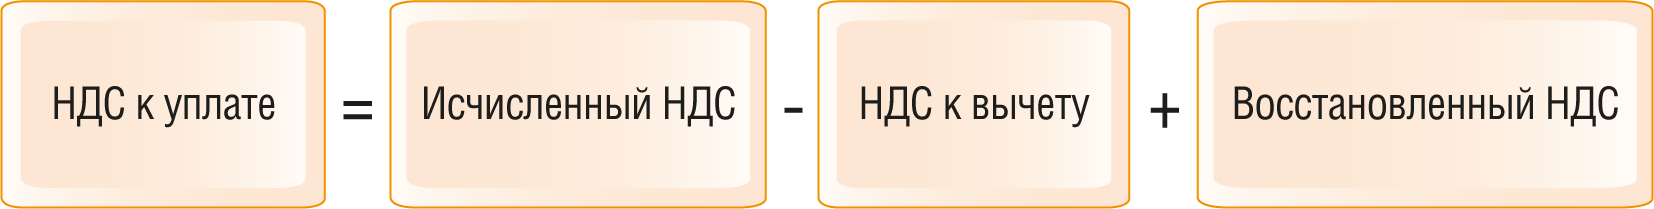 НДС к уплате = Исчисленный НДС - НДС к вычету + Восстановленный НДС